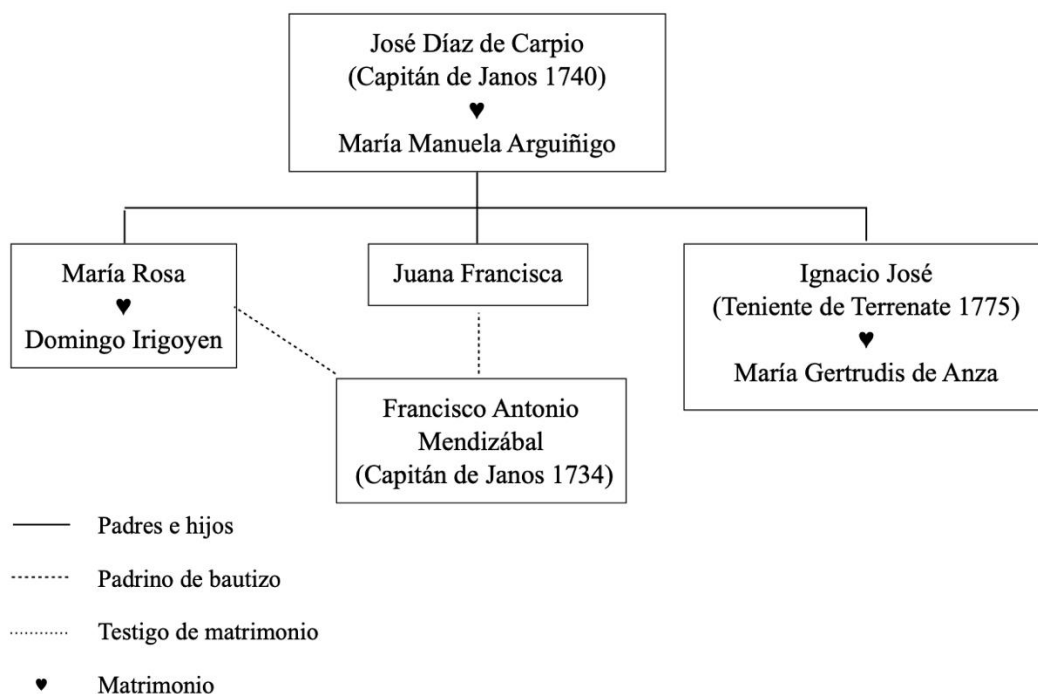 José Díaz de Carpio
(Capitán de Janos 1740)
♥
María Manuela Arguiñigo
María Rosa
♥
Domingo Irigoyen
Juana Francisca
Ignacio José
(Teniente de Terrenate 1775)
♥
María Gertrudis de Anza
Francisco Antonio
Mendizábal
(Capitán de Janos 1734)
Padres e hijos
Padrino de bautizo
Testigo de matrimonio
♥ Matrimonio